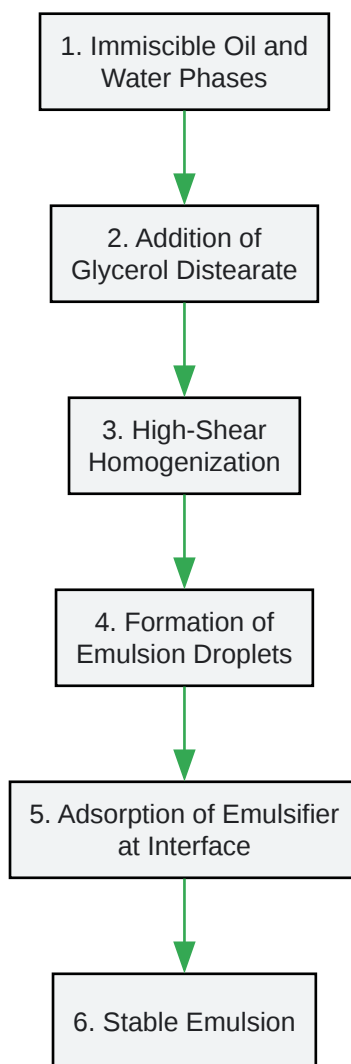 1. Immiscible Oil and
Water Phases
2. Addition of
Glycerol Distearate
3. High-Shear
Homogenization
4. Formation of
Emulsion Droplets
5. Adsorption of Emulsifier
at Interface
6. Stable Emulsion